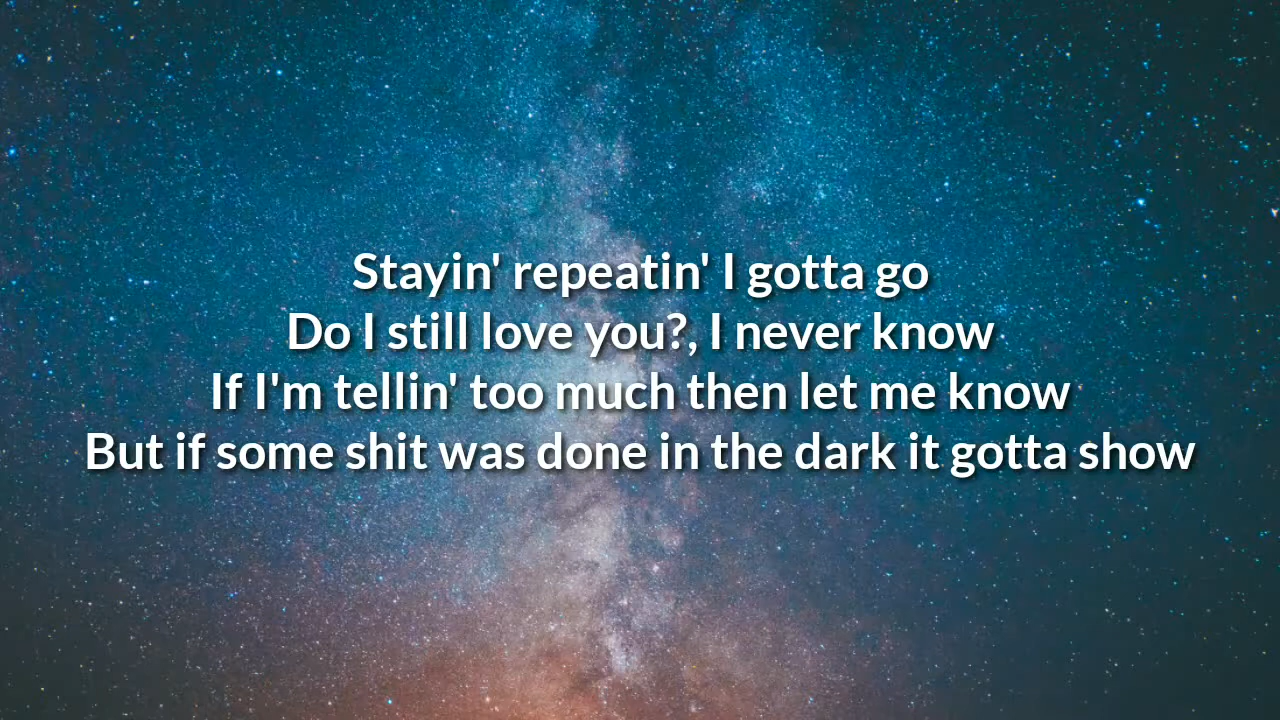 Stayin' repeatin' I gotta go
Do I still love you?, I never know
If I'm tellin' too much then let me know
But if some shit was done in the dark it gotta show